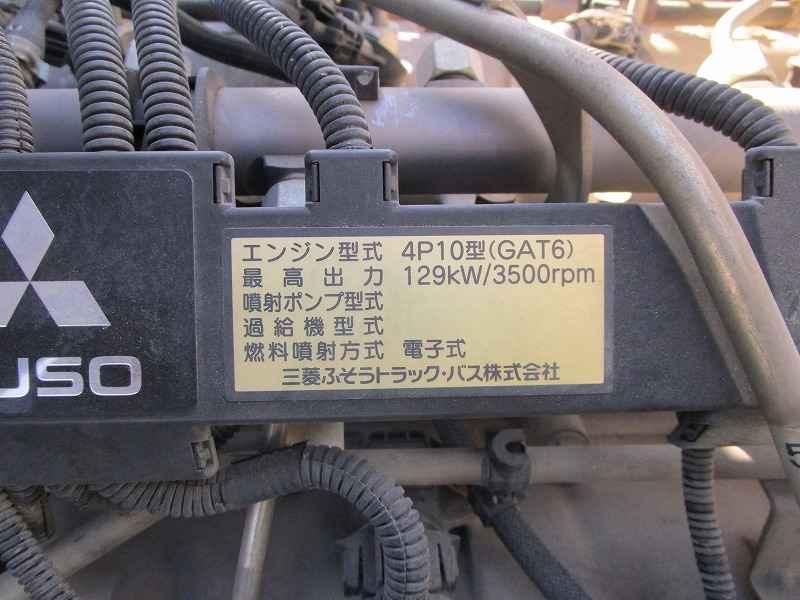 USO
エンジン型式 4P10型(GAT6)
最高出力 129kW/3500rpm
噴射ポンプ型式
過給機型式
燃料噴射方式 電子式
三菱ふそうトラック・バス株式会社
5